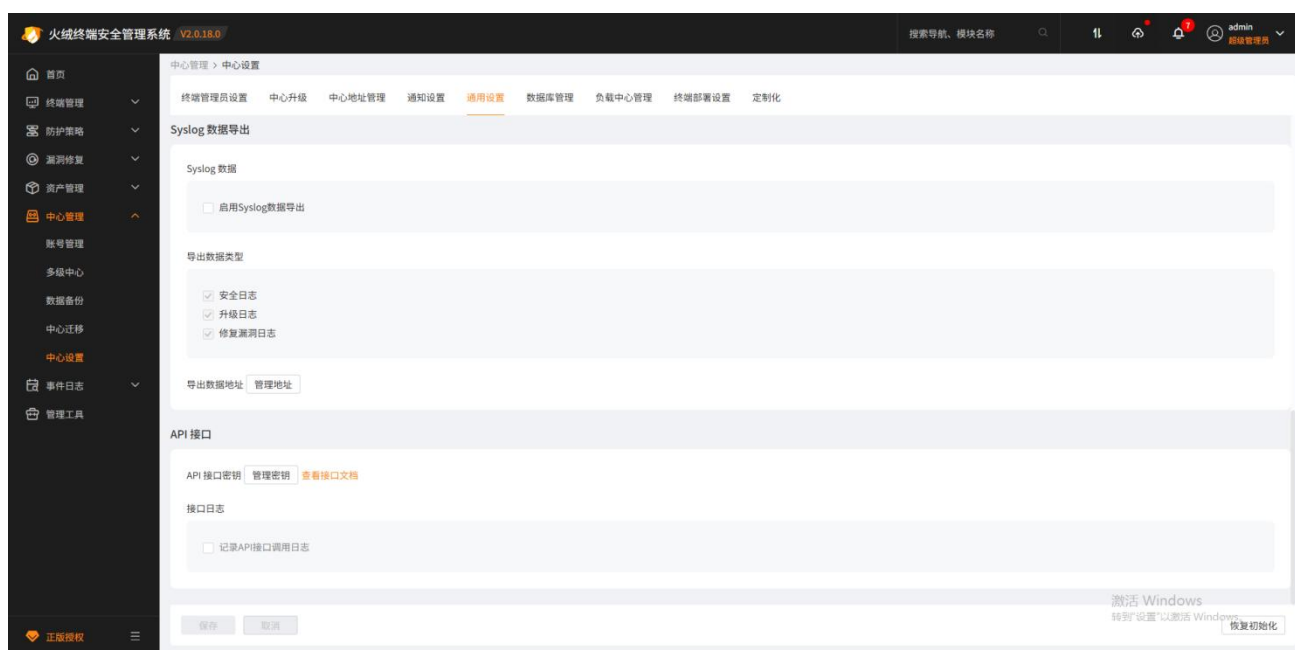 火绒终端安全管理系统 V2.0.18.0 搜索导航、模块名称 7 admin
超级管理员
首页
终端管理
防护策略
漏洞修复
资产管理
中心管理
账号管理
多级中心
数据备份
中心迁移
中心设置
事件日志
管理工具
正版授权
中心管理 > 中心设置
终端管理员设置 中心升级 中心地址管理 通知设置 通用设置 数据库管理 负载中心管理 终端部署设置 定制化
Syslog 数据导出
Syslog 数据
启用Syslog数据导出
导出数据类型
安全日志
升级日志
修复漏洞日志
导出数据地址 管理地址
API 接口
API 接口密钥 管理密钥 查看接口文档
接口日志
记录API接口调用日志
保存 取消
激活 Windows
转到"设置"以激活 Windows。
恢复初始化